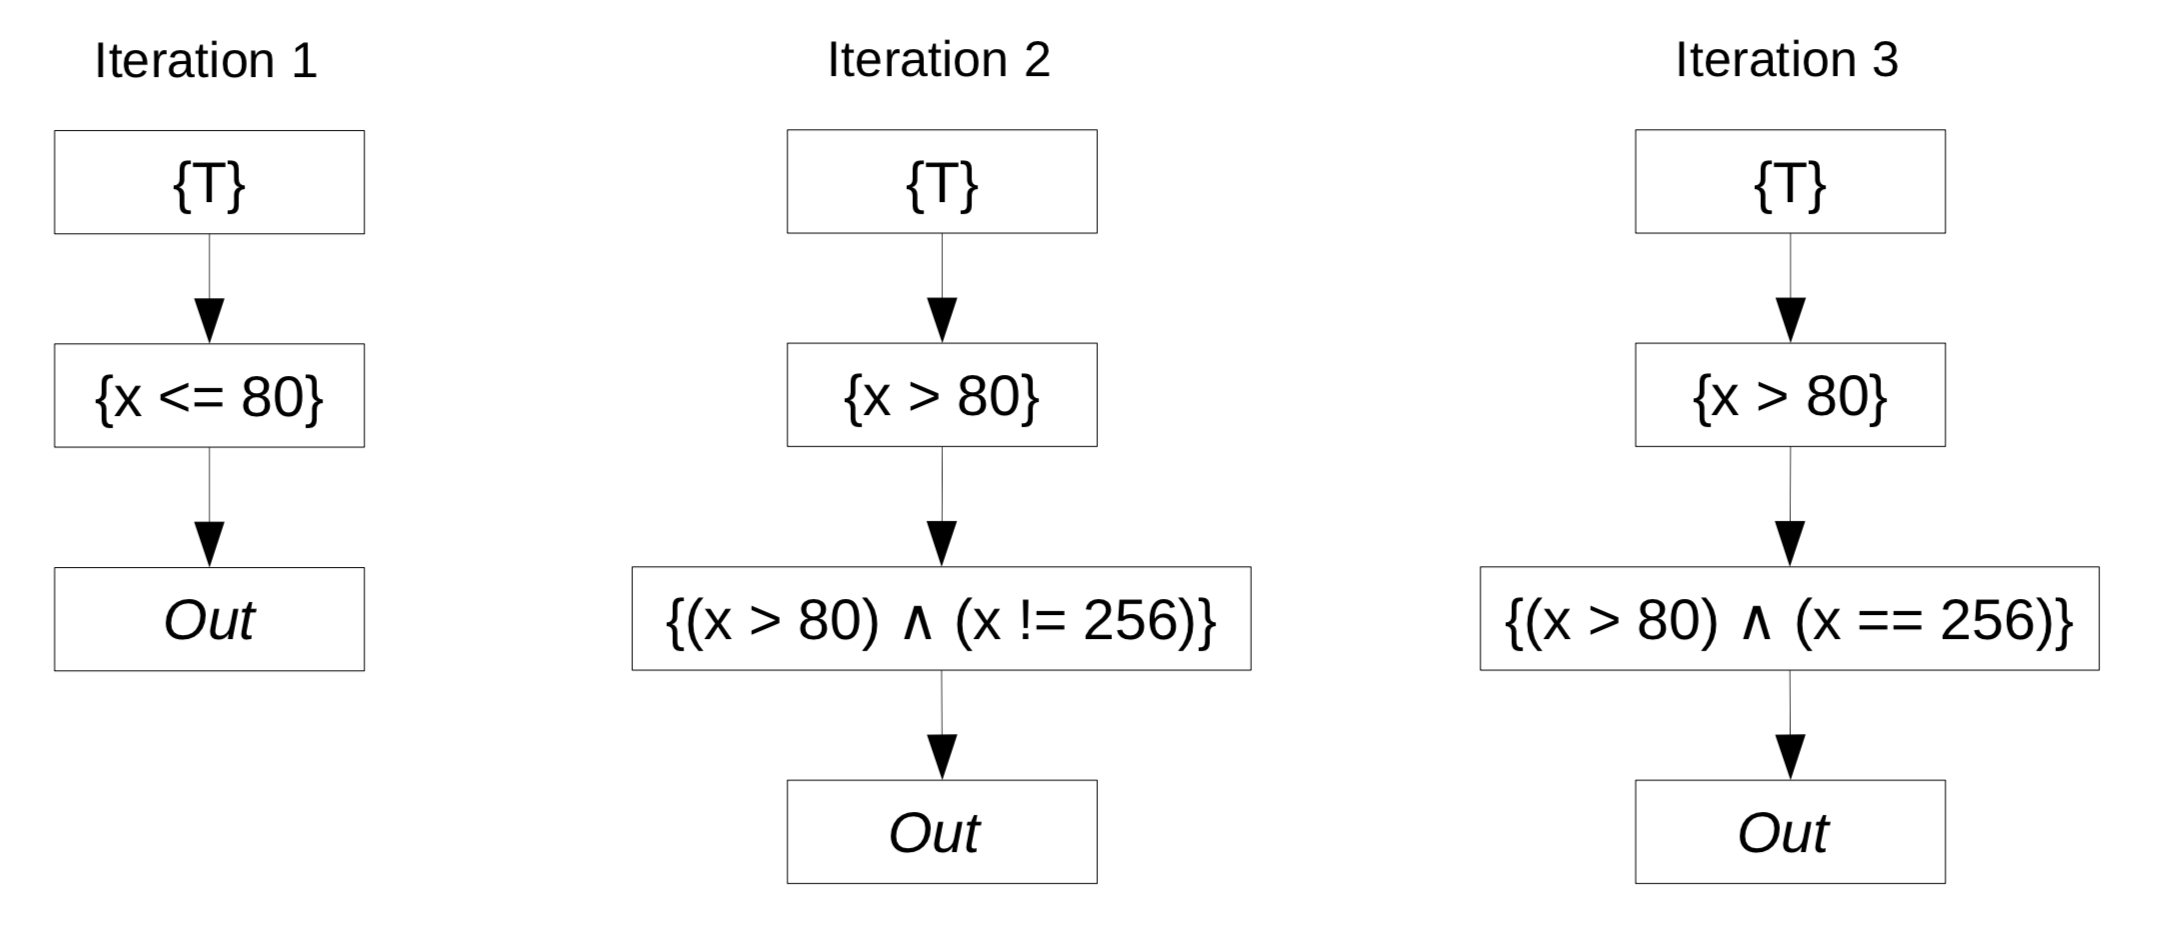 Iteration 1
{T}
{x <= 80}
Out
Iteration 2
{T}
{x > 80}
{(x > 80) ∧ (x != 256)}
Out
Iteration 3
{T}
{x > 80}
{(x > 80) ∧ (x == 256)}
Out